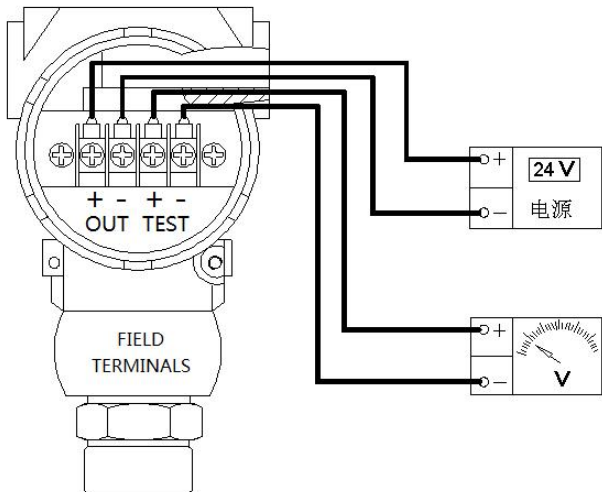 + - + -
OUT TEST
FIELD
TERMINALS
+
24 V
-
电源
+
-
V